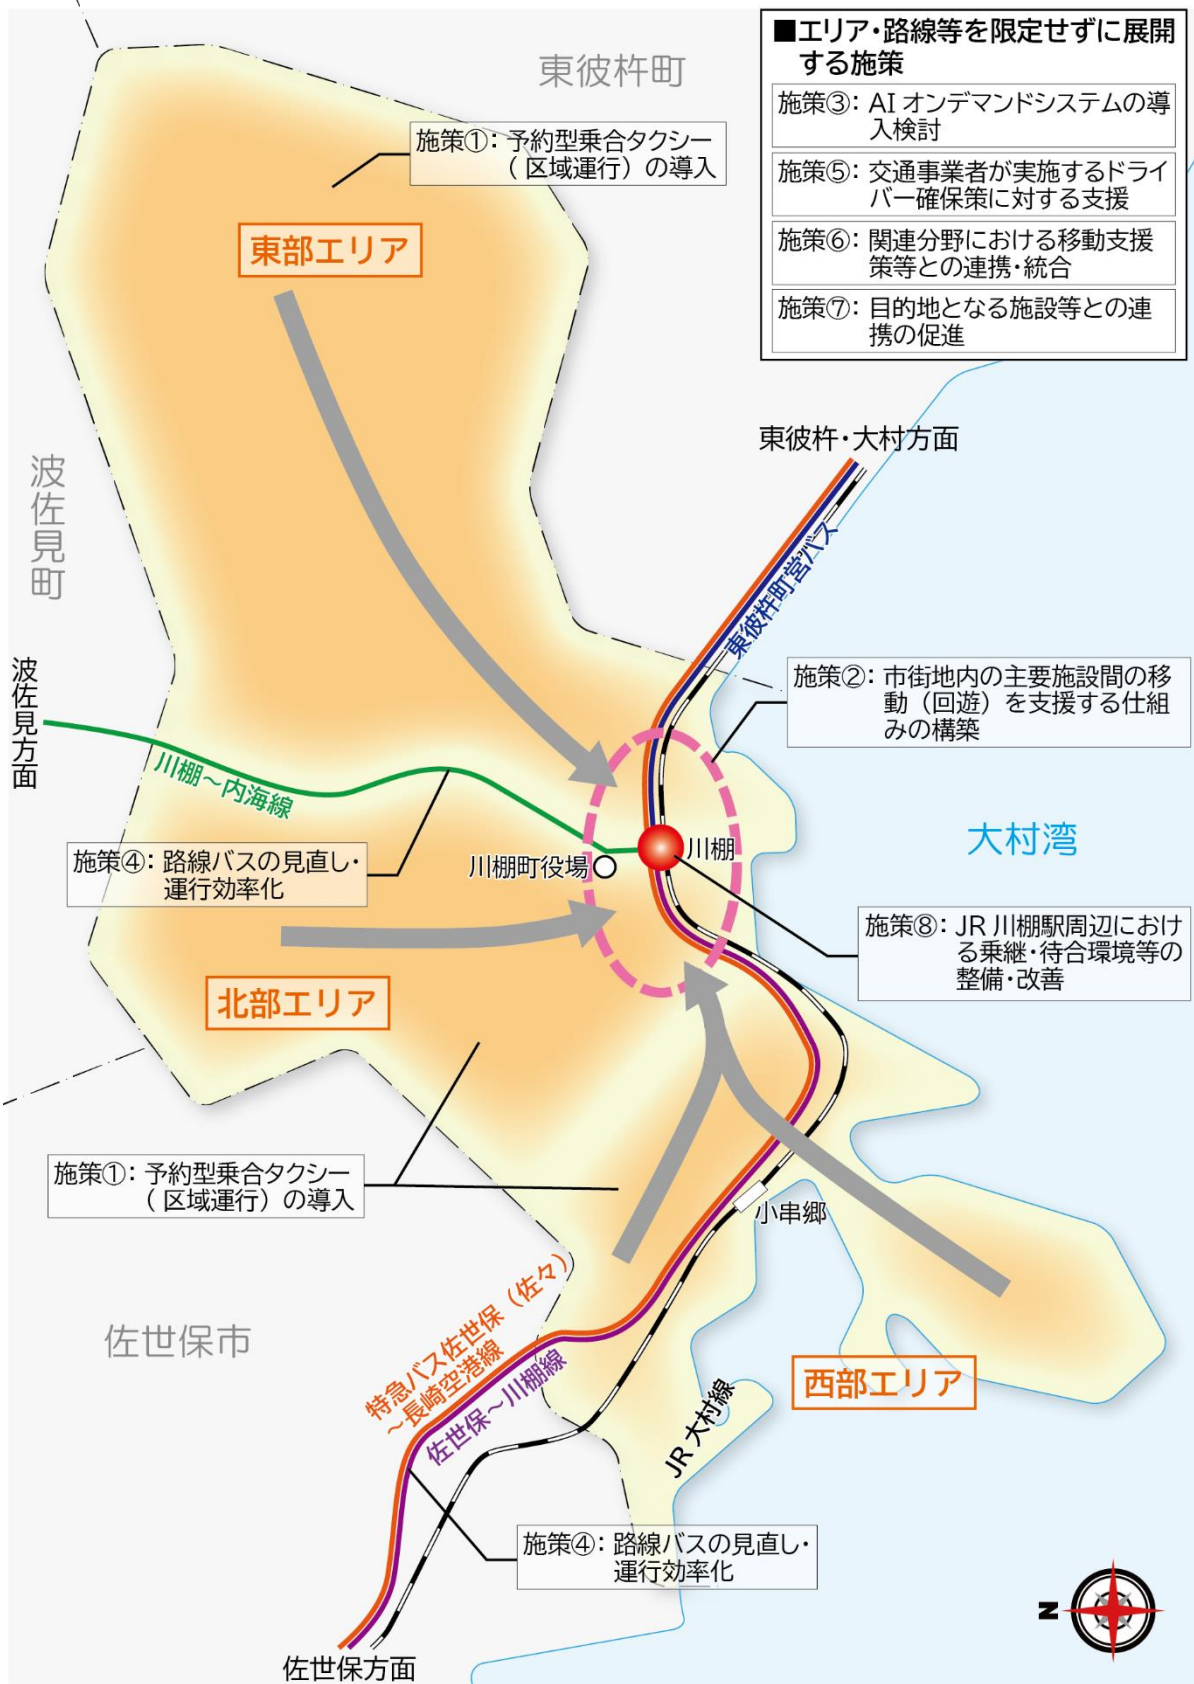 ■エリア・路線等を限定せずに展開
する施策
施策③：AI オンデマンドシステムの導
入検討
施策⑤：交通事業者が実施するドライ
バー確保策に対する支援
施策⑥：関連分野における移動支援
策等との連携・統合
施策⑦：目的地となる施設等との連
携の促進
東彼杵町
施策①：予約型乗合タクシー
（区域運行）の導入
東部エリア
東彼杵・大村方面
波佐見町
東彼杵町営バス
波佐見方面
施策②：市街地内の主要施設間の移
動（回遊）を支援する仕組
みの構築
川棚～内海線
大村湾
施策④：路線バスの見直し・
運行効率化
川棚町役場
川棚
施策⑧：JR 川棚駅周辺におけ
る乗継・待合環境等の
整備・改善
北部エリア
施策①：予約型乗合タクシー
（区域運行）の導入
小串郷
佐世保市
特急バス佐世保（佐々）
～長崎空港線
佐世保～川棚線
西部エリア
JR 大村線
施策④：路線バスの見直し・
運行効率化
N
佐世保方面